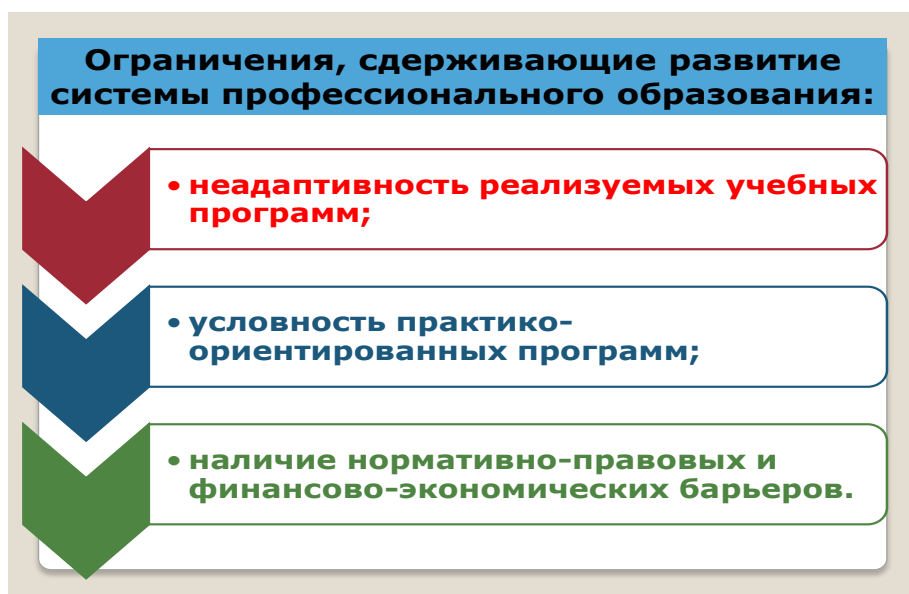 Ограничения, сдерживающие развитие
системы профессионального образования:
• неадаптивность реализуемых учебных
программ;
• условность практико-
ориентированных программ;
• наличие нормативно-правовых и
финансово-экономических барьеров.